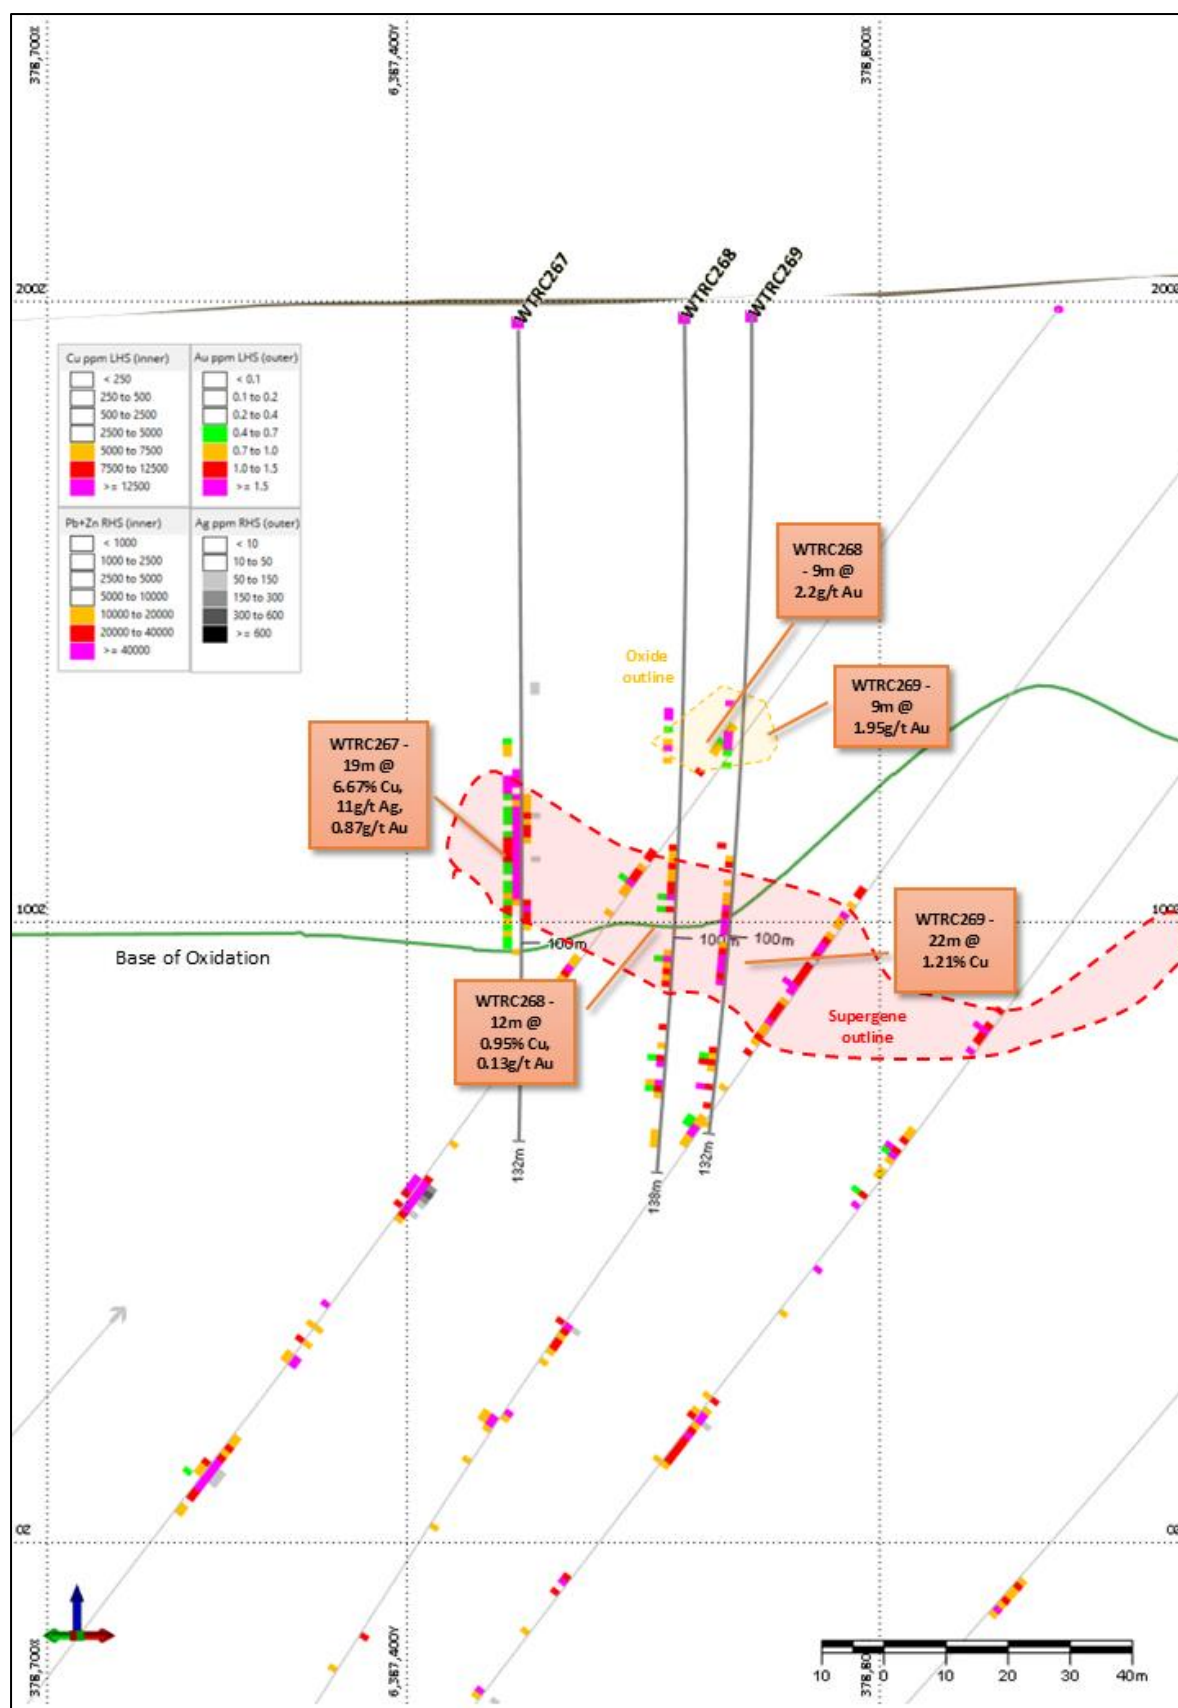 378,700X
6,387,400Y
378,800X
WTRC267
WTRC268
WTRC269
200Z
200Z
Cu ppm LHS (inner)
< 250
250 to 500
500 to 2500
2500 to 5000
5000 to 7500
7500 to 12500
>= 12500
Au ppm LHS (outer)
< 0.1
0.1 to 0.2
0.2 to 0.4
0.4 to 0.7
0.7 to 1.0
1.0 to 1.5
>= 1.5
Pb+Zn RHS (inner)
< 1000
1000 to 2500
2500 to 5000
5000 to 10000
10000 to 20000
20000 to 40000
>= 40000
Ag ppm RHS (outer)
< 10
10 to 50
50 to 150
150 to 300
300 to 600
>= 600
WTRC268
- 9m @
2.2g/t Au
Oxide
outline
WTRC269 -
9m @
1.95g/t Au
WTRC267 -
19m @
6.67% Cu,
11g/t Ag,
0.87g/t Au
100Z
100Z
WTRC269 -
22m @
1.21% Cu
Base of Oxidation
100m
100m
100m
WTRC268 -
12m @
0.95% Cu,
0.13g/t Au
Supergene
outline
132m
138m
132m
0Z
0Z
378,700X
6,387,400Y
378,800X
10 0 10 20 30 40m